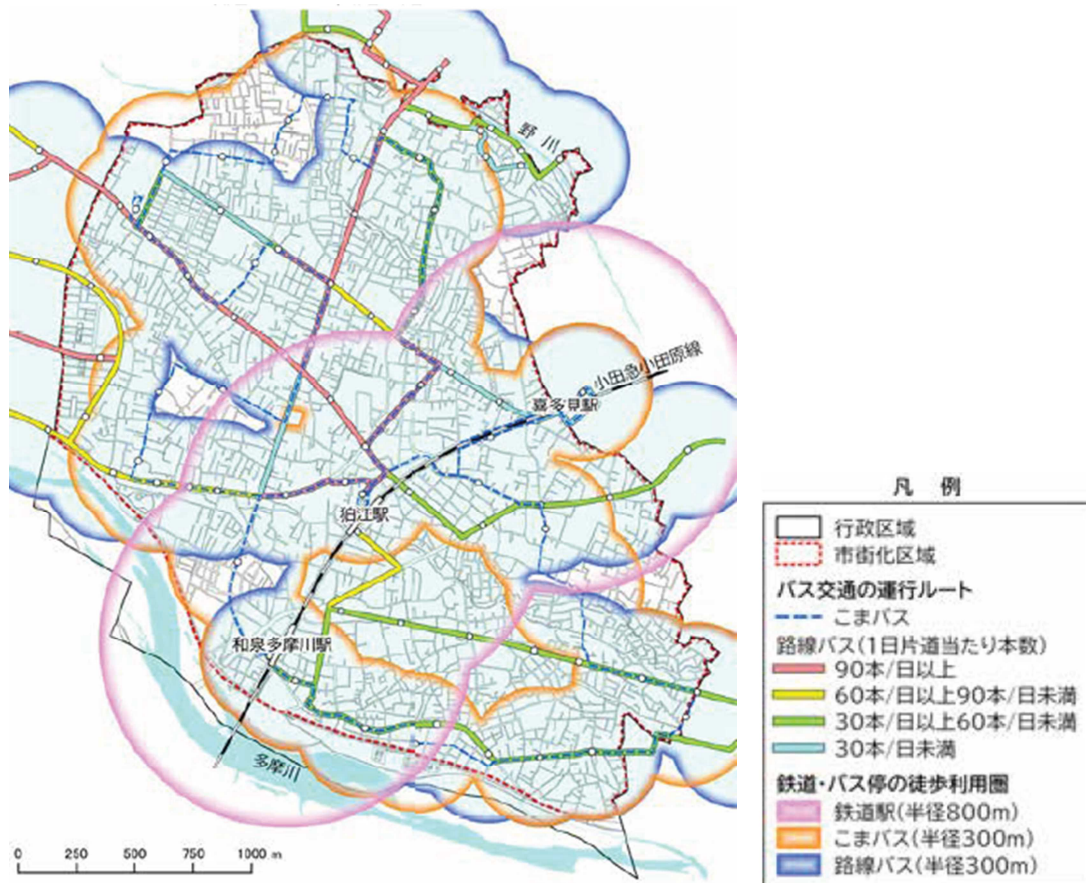 野川
小田急小田原線
喜多見駅
狛江駅
和泉多摩川駅
多摩川
0 250 500 750 1000 m
凡 例
行政区域
市街化区域
バス交通の運行ルート
こまバス
路線バス(1日片道当たり本数)
90本/日以上
60本/日以上90本/日未満
30本/日以上60本/日未満
30本/日未満
鉄道・バス停の徒歩利用圏
鉄道駅(半径800m)
こまバス(半径300m)
路線バス(半径300m)